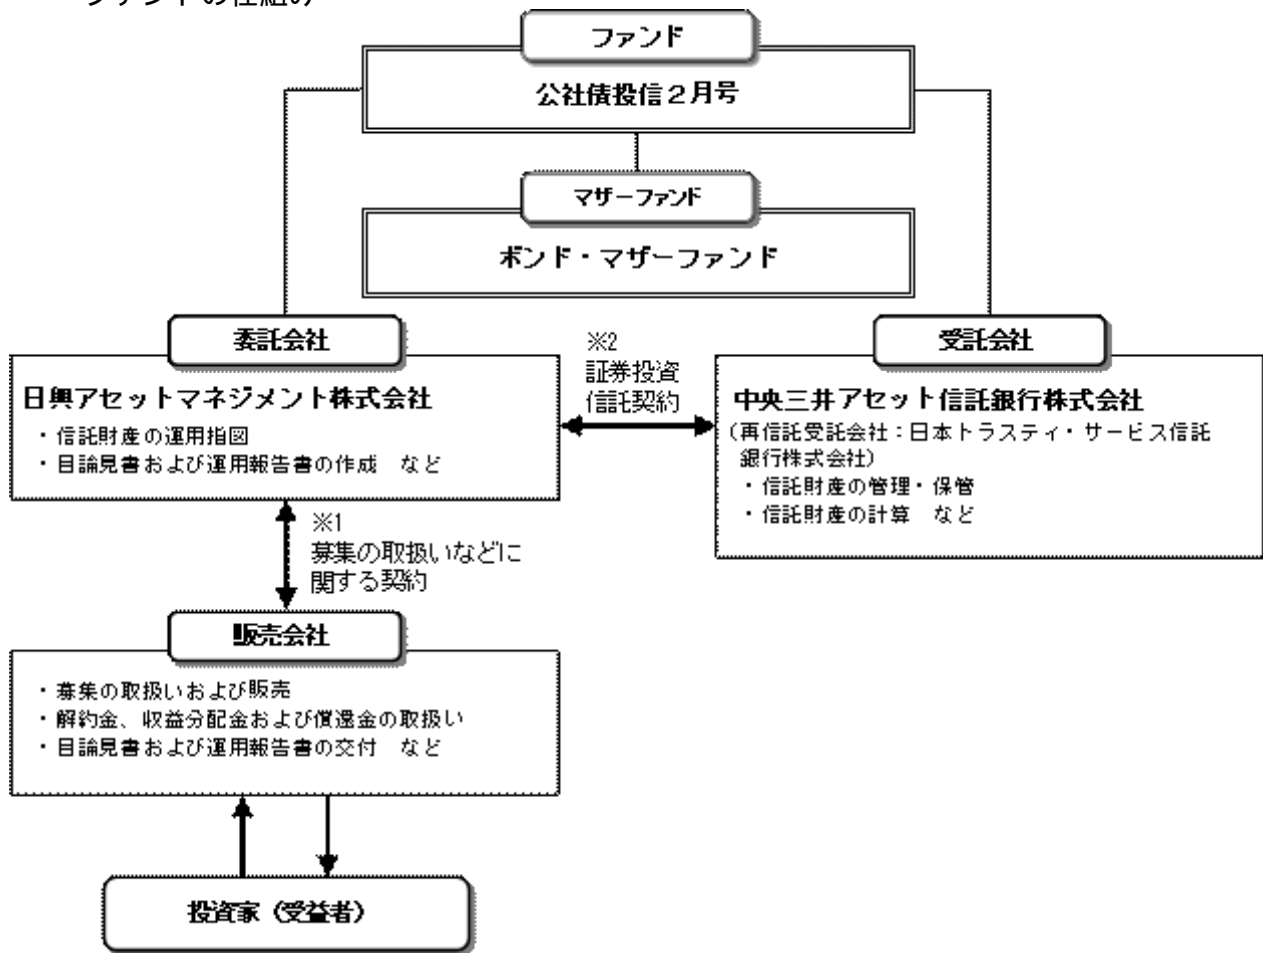 ファンドの仕組み
ファンド
公社債投信２月号
マザーファンド
ボンド・マザーファンド
委託会社
日興アセットマネジメント株式会社
・信託財産の運用指図
・目論見書および運用報告書の作成　など
※2
証券投資
信託契約
受託会社
中央三井アセット信託銀行株式会社
（再信託受託会社：日本トラスティ・サービス信託
銀行株式会社）
・信託財産の管理・保管
・信託財産の計算　など
※1
募集の取扱いなどに
関する契約
販売会社
・募集の取扱いおよび販売
・解約金、収益分配金および償還金の取扱い
・目論見書および運用報告書の交付　など
投資家（受益者）